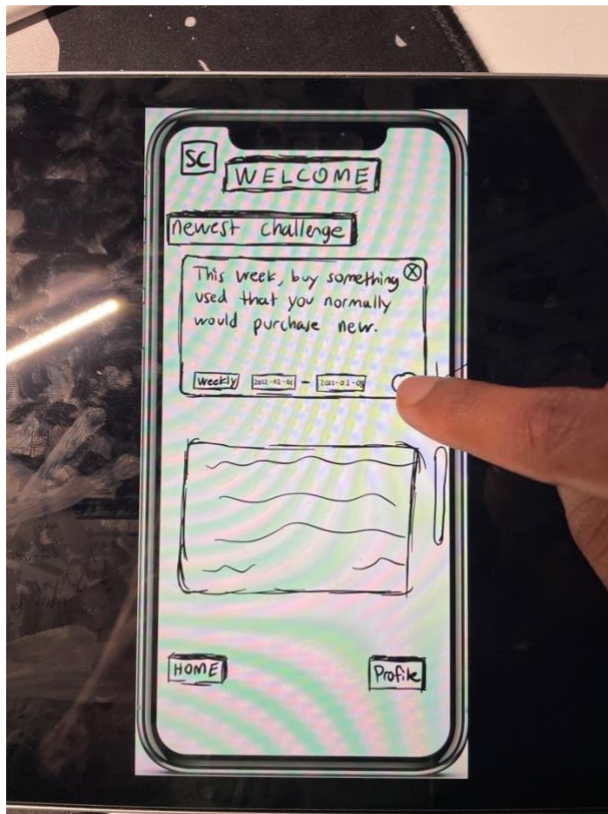 SC
WELCOME
newest challenge
This week, buy something
used that you normally
would purchase new.
Weekly
HOME
Profile